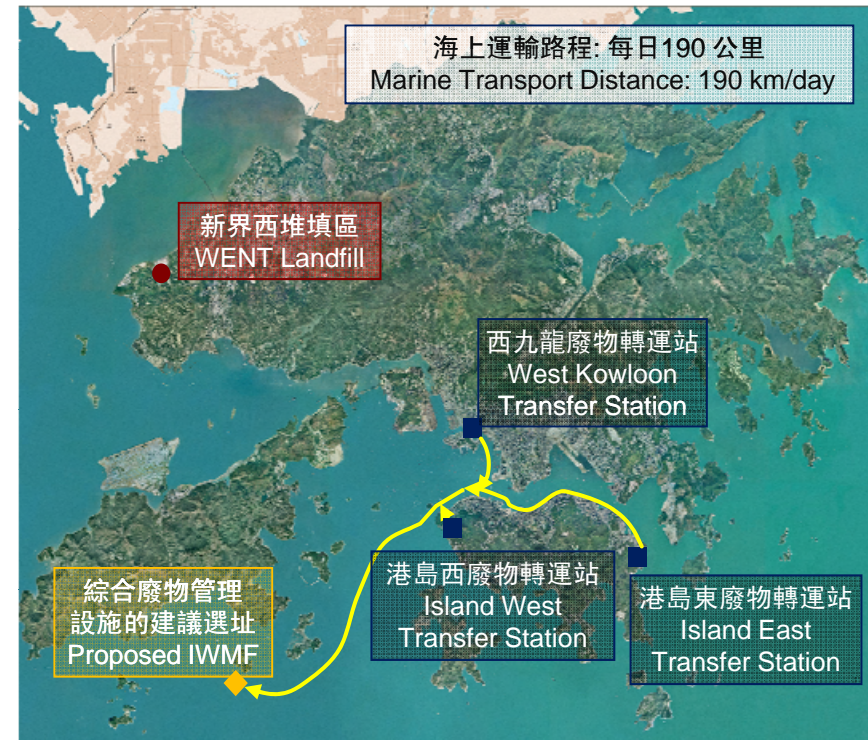 海上運輸路程: 每日190 公里
Marine Transport Distance: 190 km/day
新界西堆填區
WENT Landfill
西九龍廢物轉運站
West Kowloon
Transfer Station
港島西廢物轉運站
Island West
Transfer Station
港島東廢物轉運站
Island East
Transfer Station
綜合廢物管理
設施的建議選址
Proposed IWMF